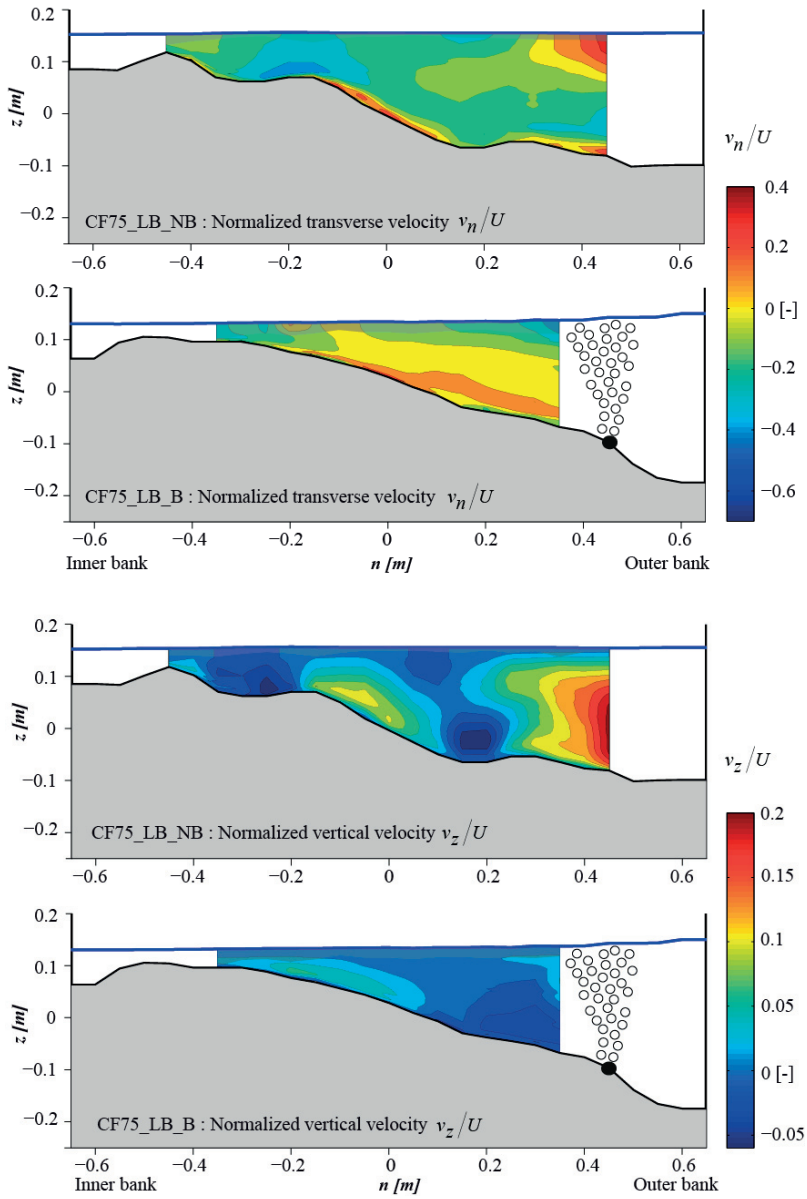 0.2
0.1
0
−0.1
−0.2
z [m]
CF75_LB_NB : Normalized transverse velocity v_n/U
−0.6 −0.4 −0.2 0 0.2 0.4 0.6
0.2
0.1
0
−0.1
−0.2
z [m]
CF75_LB_B : Normalized transverse velocity v_n/U
−0.6 −0.4 −0.2 0 0.2 0.4 0.6
Inner bank n [m] Outer bank
v_n/U
0.4
0.2
0 [-]
−0.2
−0.4
−0.6
0.2
0.1
0
−0.1
−0.2
z [m]
CF75_LB_NB : Normalized vertical velocity v_z/U
−0.6 −0.4 −0.2 0 0.2 0.4 0.6
0.2
0.1
0
−0.1
−0.2
z [m]
CF75_LB_B : Normalized vertical velocity v_z/U
−0.6 −0.4 −0.2 0 0.2 0.4 0.6
Inner bank n [m] Outer bank
v_z/U
0.2
0.15
0.1
0.05
0 [-]
−0.05